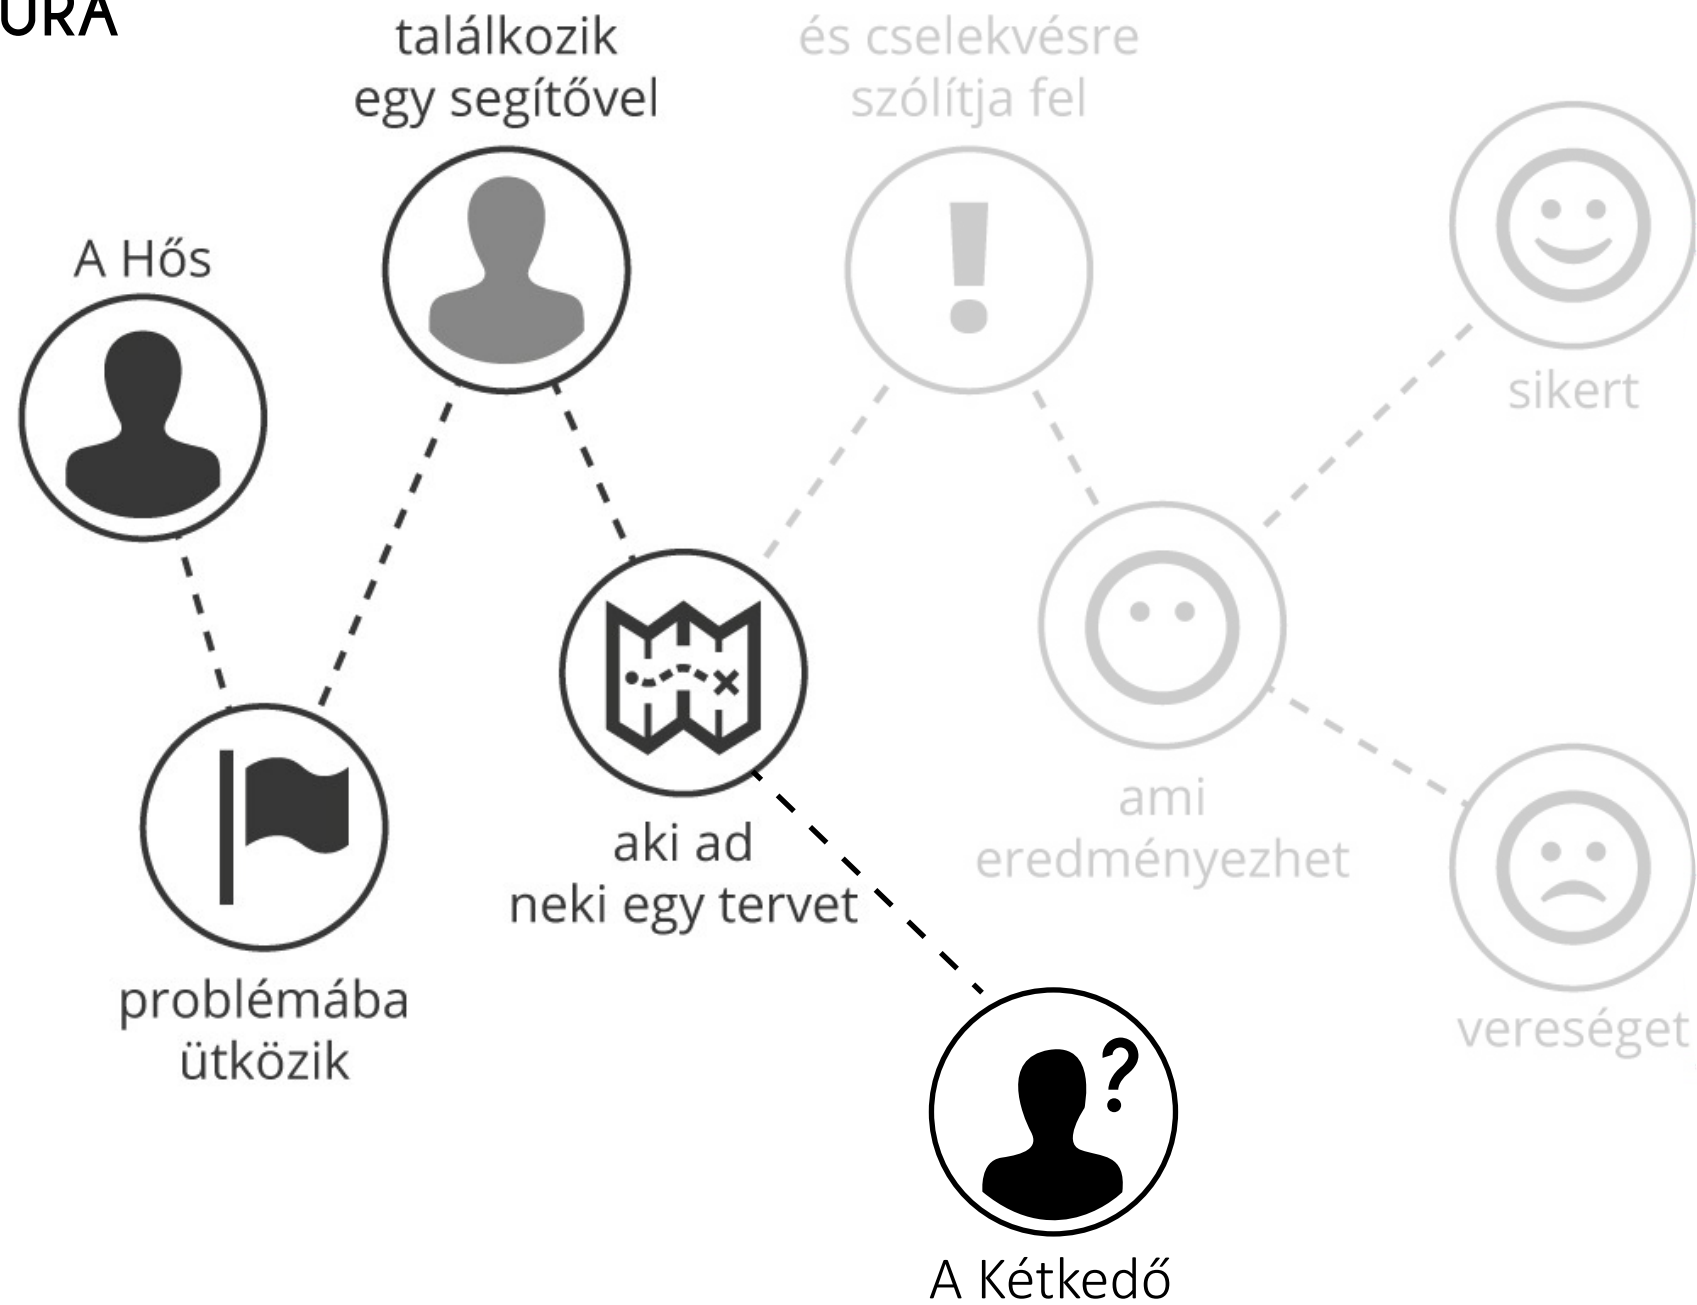 találkozik
egy segítővel
és cselekvésre
szólítja fel
A Hős
sikert
ami
eredményezhet
aki ad
neki egy tervet
problémába
ütközik
vereséget
A Kétkedő